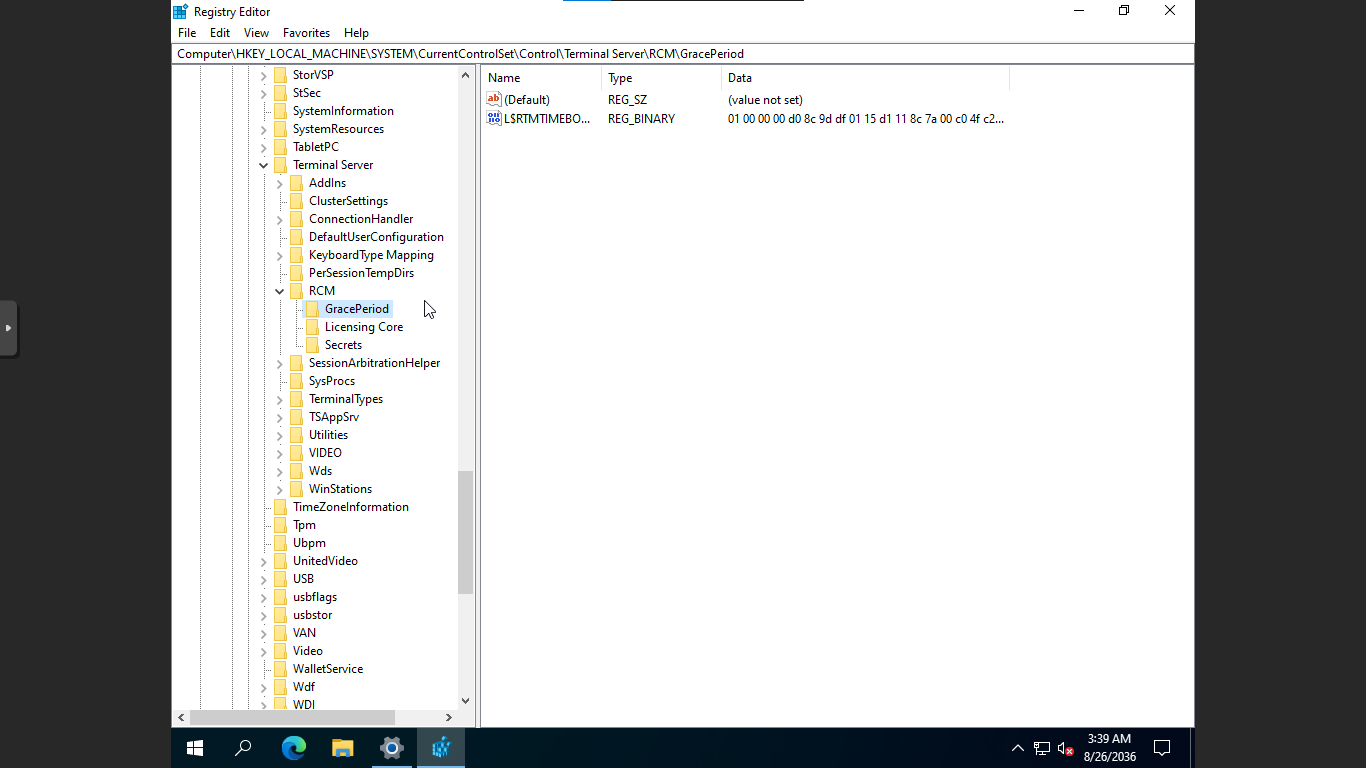 Registry Editor
File Edit View Favorites Help
Computer\HKEY_LOCAL_MACHINE\SYSTEM\CurrentControlSet\Control\Terminal Server\RCM\GracePeriod
StorVSP
StSec
SystemInformation
SystemResources
TabletPC
Terminal Server
AddIns
ClusterSettings
ConnectionHandler
DefaultUserConfiguration
KeyboardType Mapping
PerSessionTempDirs
RCM
GracePeriod
Licensing Core
Secrets
SessionArbitrationHelper
SysProcs
TerminalTypes
TSAppSrv
Utilities
VIDEO
Wds
WinStations
TimeZoneInformation
Tpm
Ubpm
UnitedVideo
USB
usbflags
usbstor
VAN
Video
WalletService
Wdf
WDI
Name Type Data
(Default) REG_SZ (value not set)
L$RTMTIMEBO... REG_BINARY 01 00 00 00 d0 8c 9d df 01 15 d1 11 8c 7a 00 c0 4f c2...
3:39 AM
8/26/2036